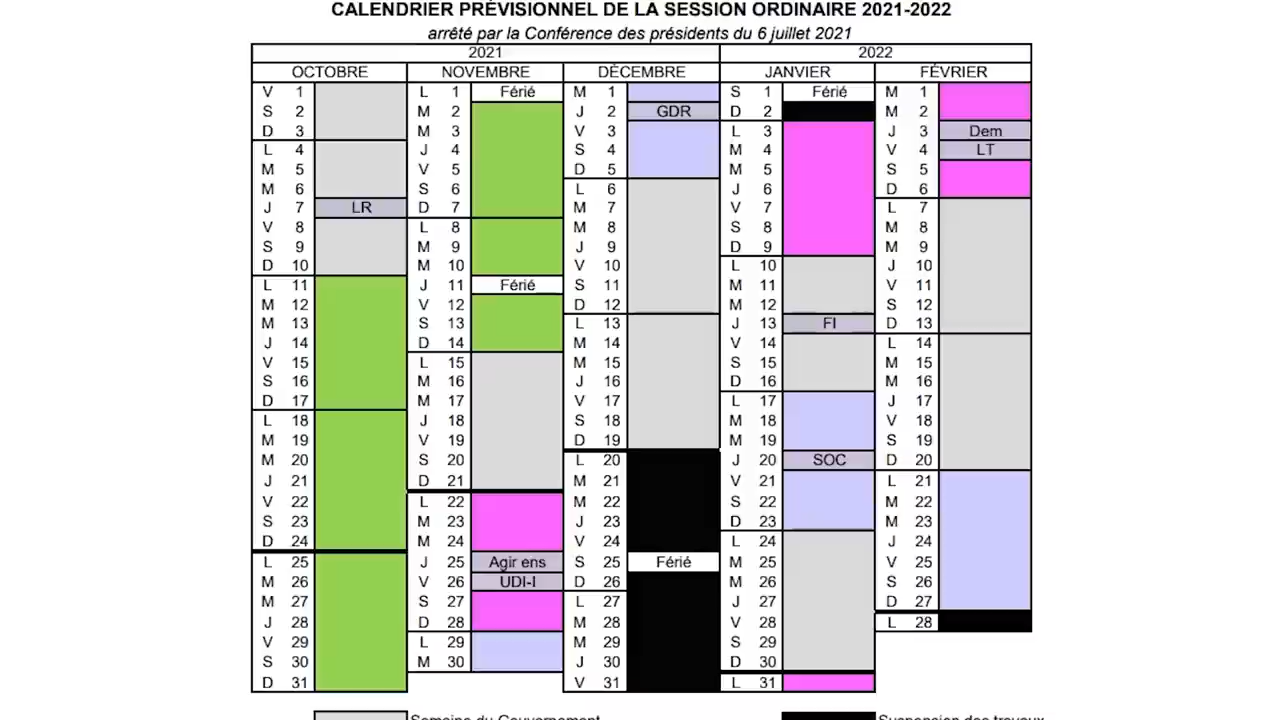 CALENDRIER PRÉVISIONNEL DE LA SESSION ORDINAIRE 2021-2022
arrêté par la Conférence des présidents du 6 juillet 2021
2021 2022
OCTOBRE NOVEMBRE DÉCEMBRE JANVIER FÉVRIER
V 1 L 1 Férié M 1 S 1 Férié M 1
S 2 M 2 J 2 GDR D 2 M 2
D 3 M 3 V 3 L 3 J 3 Dem
L 4 J 4 S 4 M 4 V 4 LT
M 5 V 5 D 5 M 5 S 5
M 6 S 6 L 6 J 6 D 6
J 7 LR D 7 M 7 V 7 L 7
V 8 L 8 M 8 S 8 M 8
S 9 M 9 J 9 D 9 M 9
D 10 M 10 V 10 L 10 J 10
L 11 J 11 Férié S 11 M 11 V 11
M 12 V 12 D 12 M 12 S 12
M 13 S 13 L 13 J 13 FI D 13
J 14 D 14 M 14 V 14 L 14
V 15 L 15 M 15 S 15 M 15
S 16 M 16 J 16 D 16 M 16
D 17 M 17 V 17 L 17 J 17
L 18 J 18 S 18 M 18 V 18
M 19 V 19 D 19 M 19 S 19
M 20 S 20 L 20 J 20 SOC D 20
J 21 D 21 M 21 V 21 L 21
V 22 L 22 M 22 S 22 M 22
S 23 M 23 J 23 D 23 M 23
D 24 M 24 V 24 L 24 J 24
L 25 J 25 Agir ens S 25 Férié M 25 V 25
M 26 V 26 UDI-I D 26 M 26 S 26
M 27 S 27 L 27 J 27 D 27
J 28 D 28 M 28 V 28 L 28
V 29 L 29 M 29 S 29
S 30 M 30 J 30 D 30
D 31 V 31 L 31
Semaine du Gouvernement Suspension des travaux